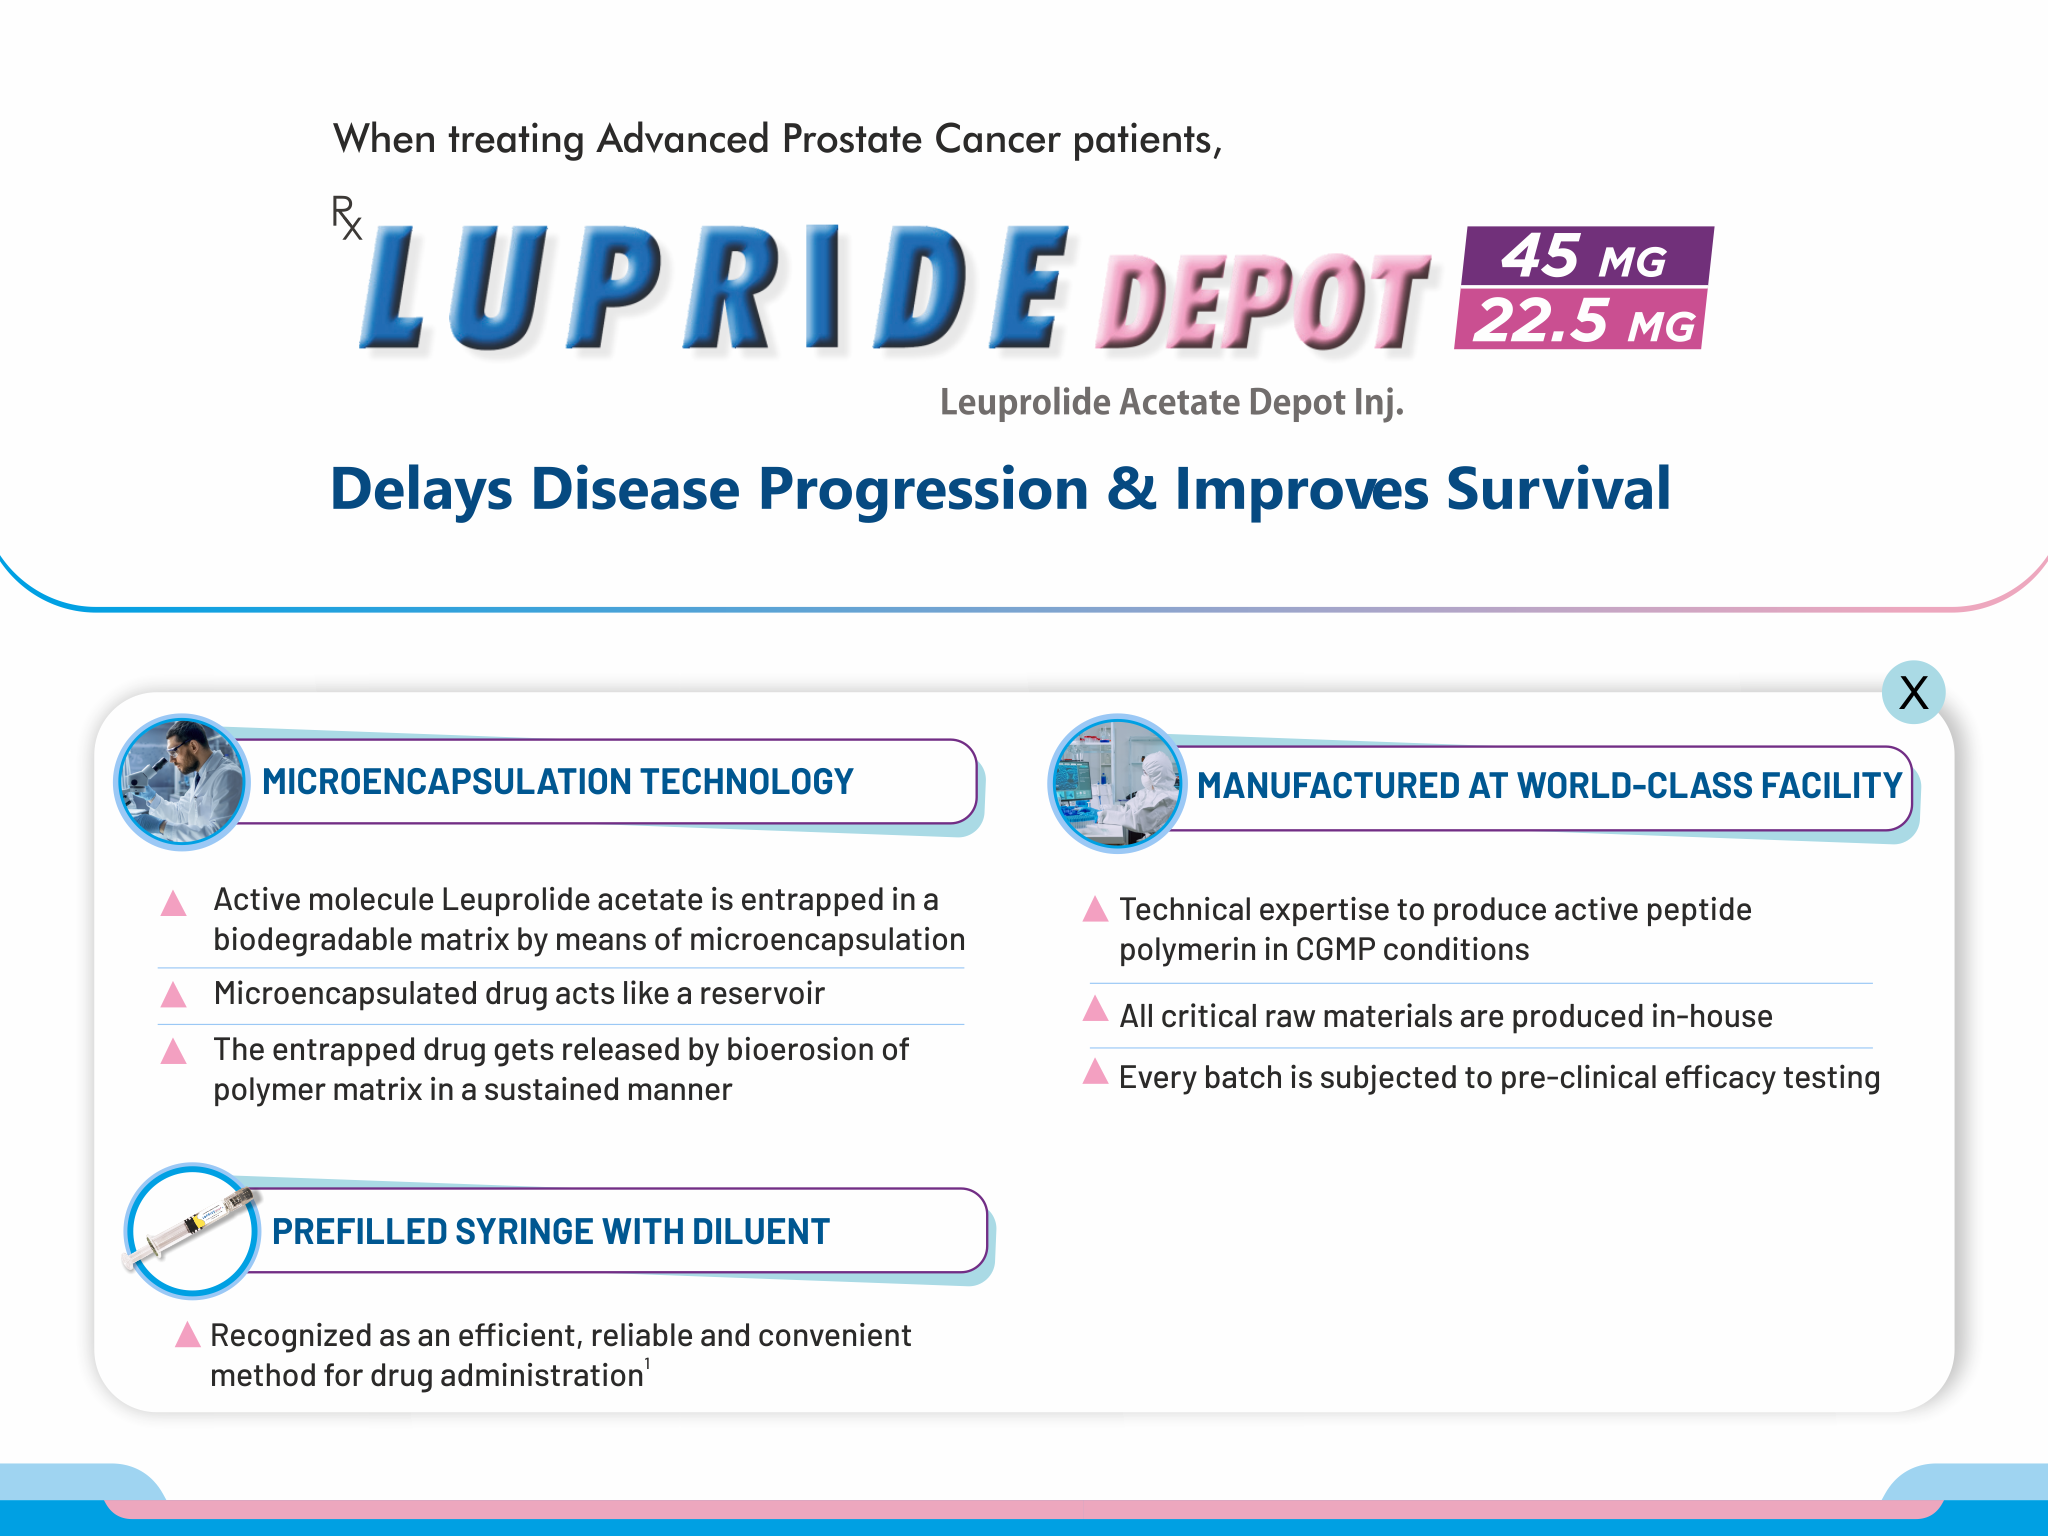 When treating Advanced Prostate Cancer patients,
Rx LUPRIDE DEPOT 45 MG
22.5 MG
Leuprolide Acetate Depot Inj.
Delays Disease Progression & Improves Survival
X
MICROENCAPSULATION TECHNOLOGY
Active molecule Leuprolide acetate is entrapped in a
biodegradable matrix by means of microencapsulation
Microencapsulated drug acts like a reservoir
The entrapped drug gets released by bioerosion of
polymer matrix in a sustained manner
PREFILLED SYRINGE WITH DILUENT
Recognized as an efficient, reliable and convenient
method for drug administration¹
MANUFACTURED AT WORLD-CLASS FACILITY
Technical expertise to produce active peptide
polymerin in CGMP conditions
All critical raw materials are produced in-house
Every batch is subjected to pre-clinical efficacy testing